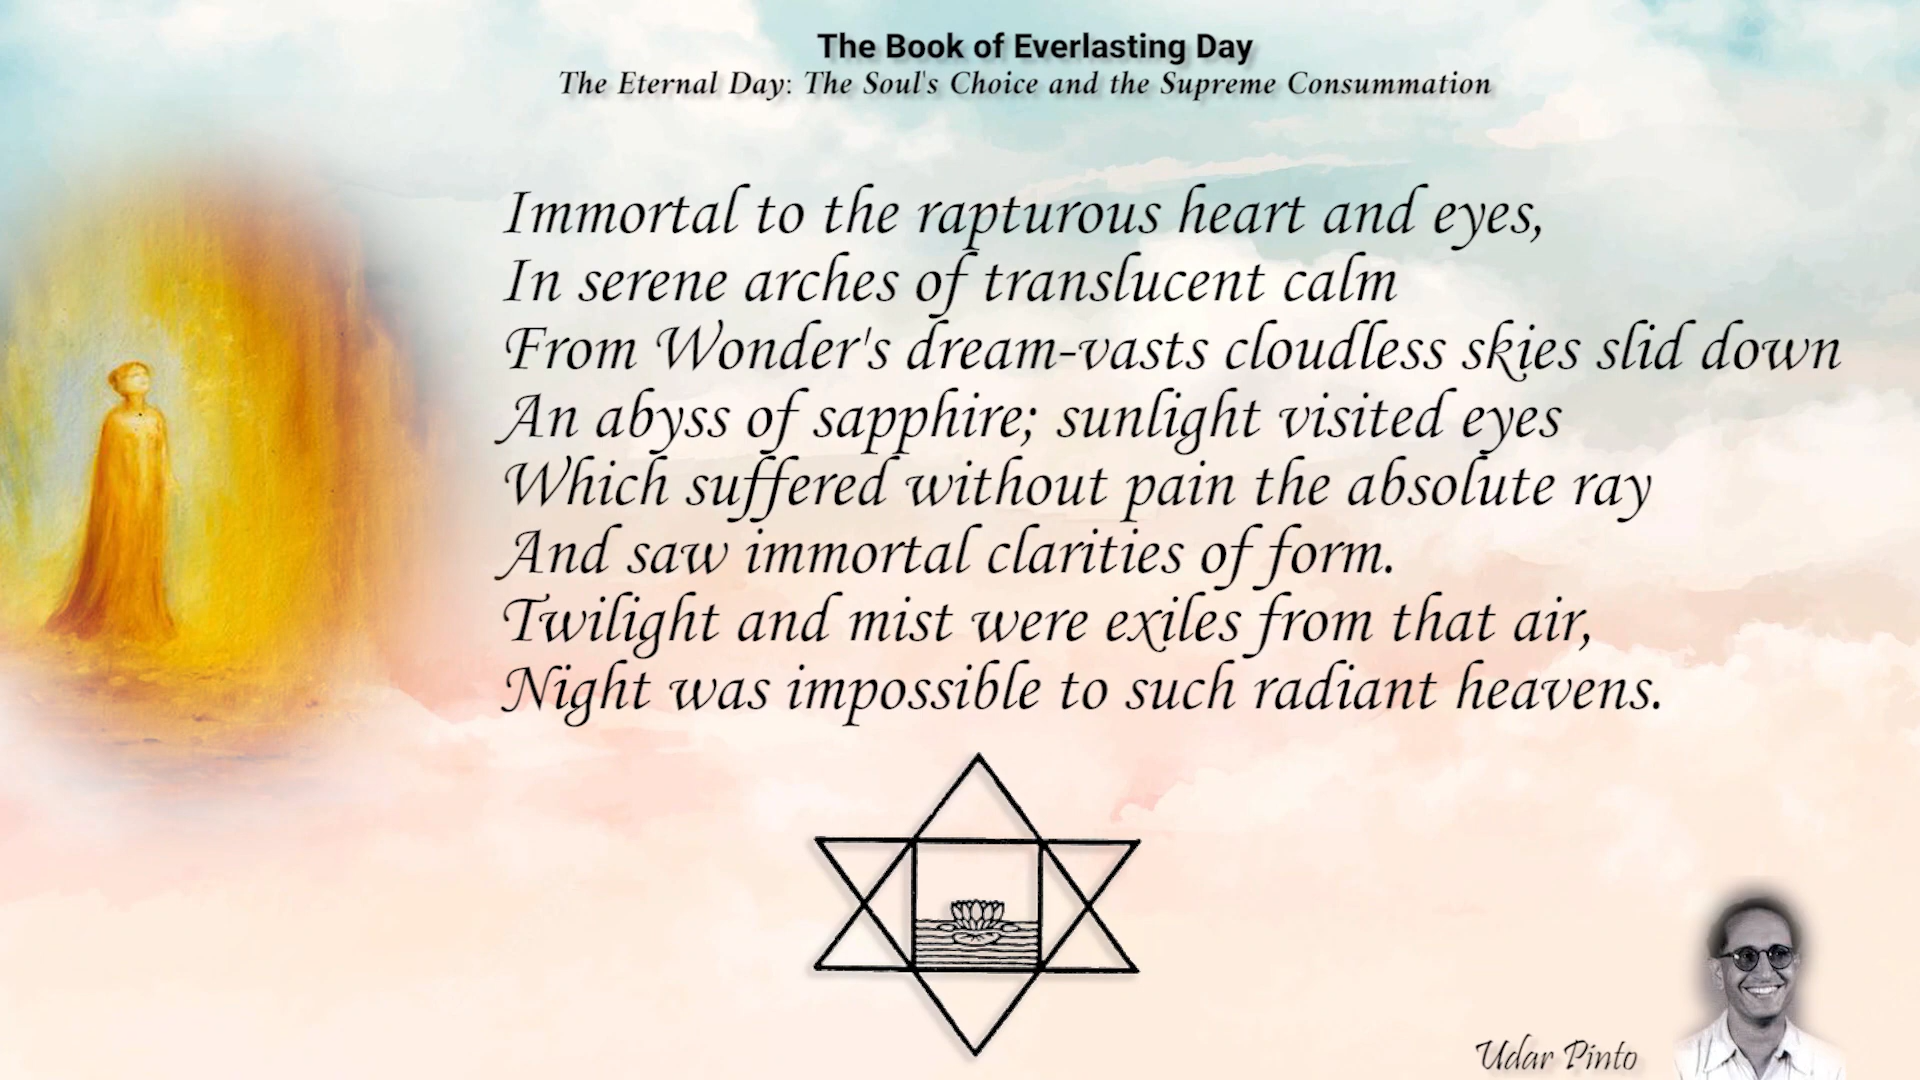 The Book of Everlasting Day
The Eternal Day: The Soul's Choice and the Supreme Consummation
Immortal to the rapturous heart and eyes,
In serene arches of translucent calm
From Wonder's dream-vasts cloudless skies slid down
An abyss of sapphire; sunlight visited eyes
Which suffered without pain the absolute ray
And saw immortal clarities of form.
Twilight and mist were exiles from that air,
Night was impossible to such radiant heavens.
Udar Pinto